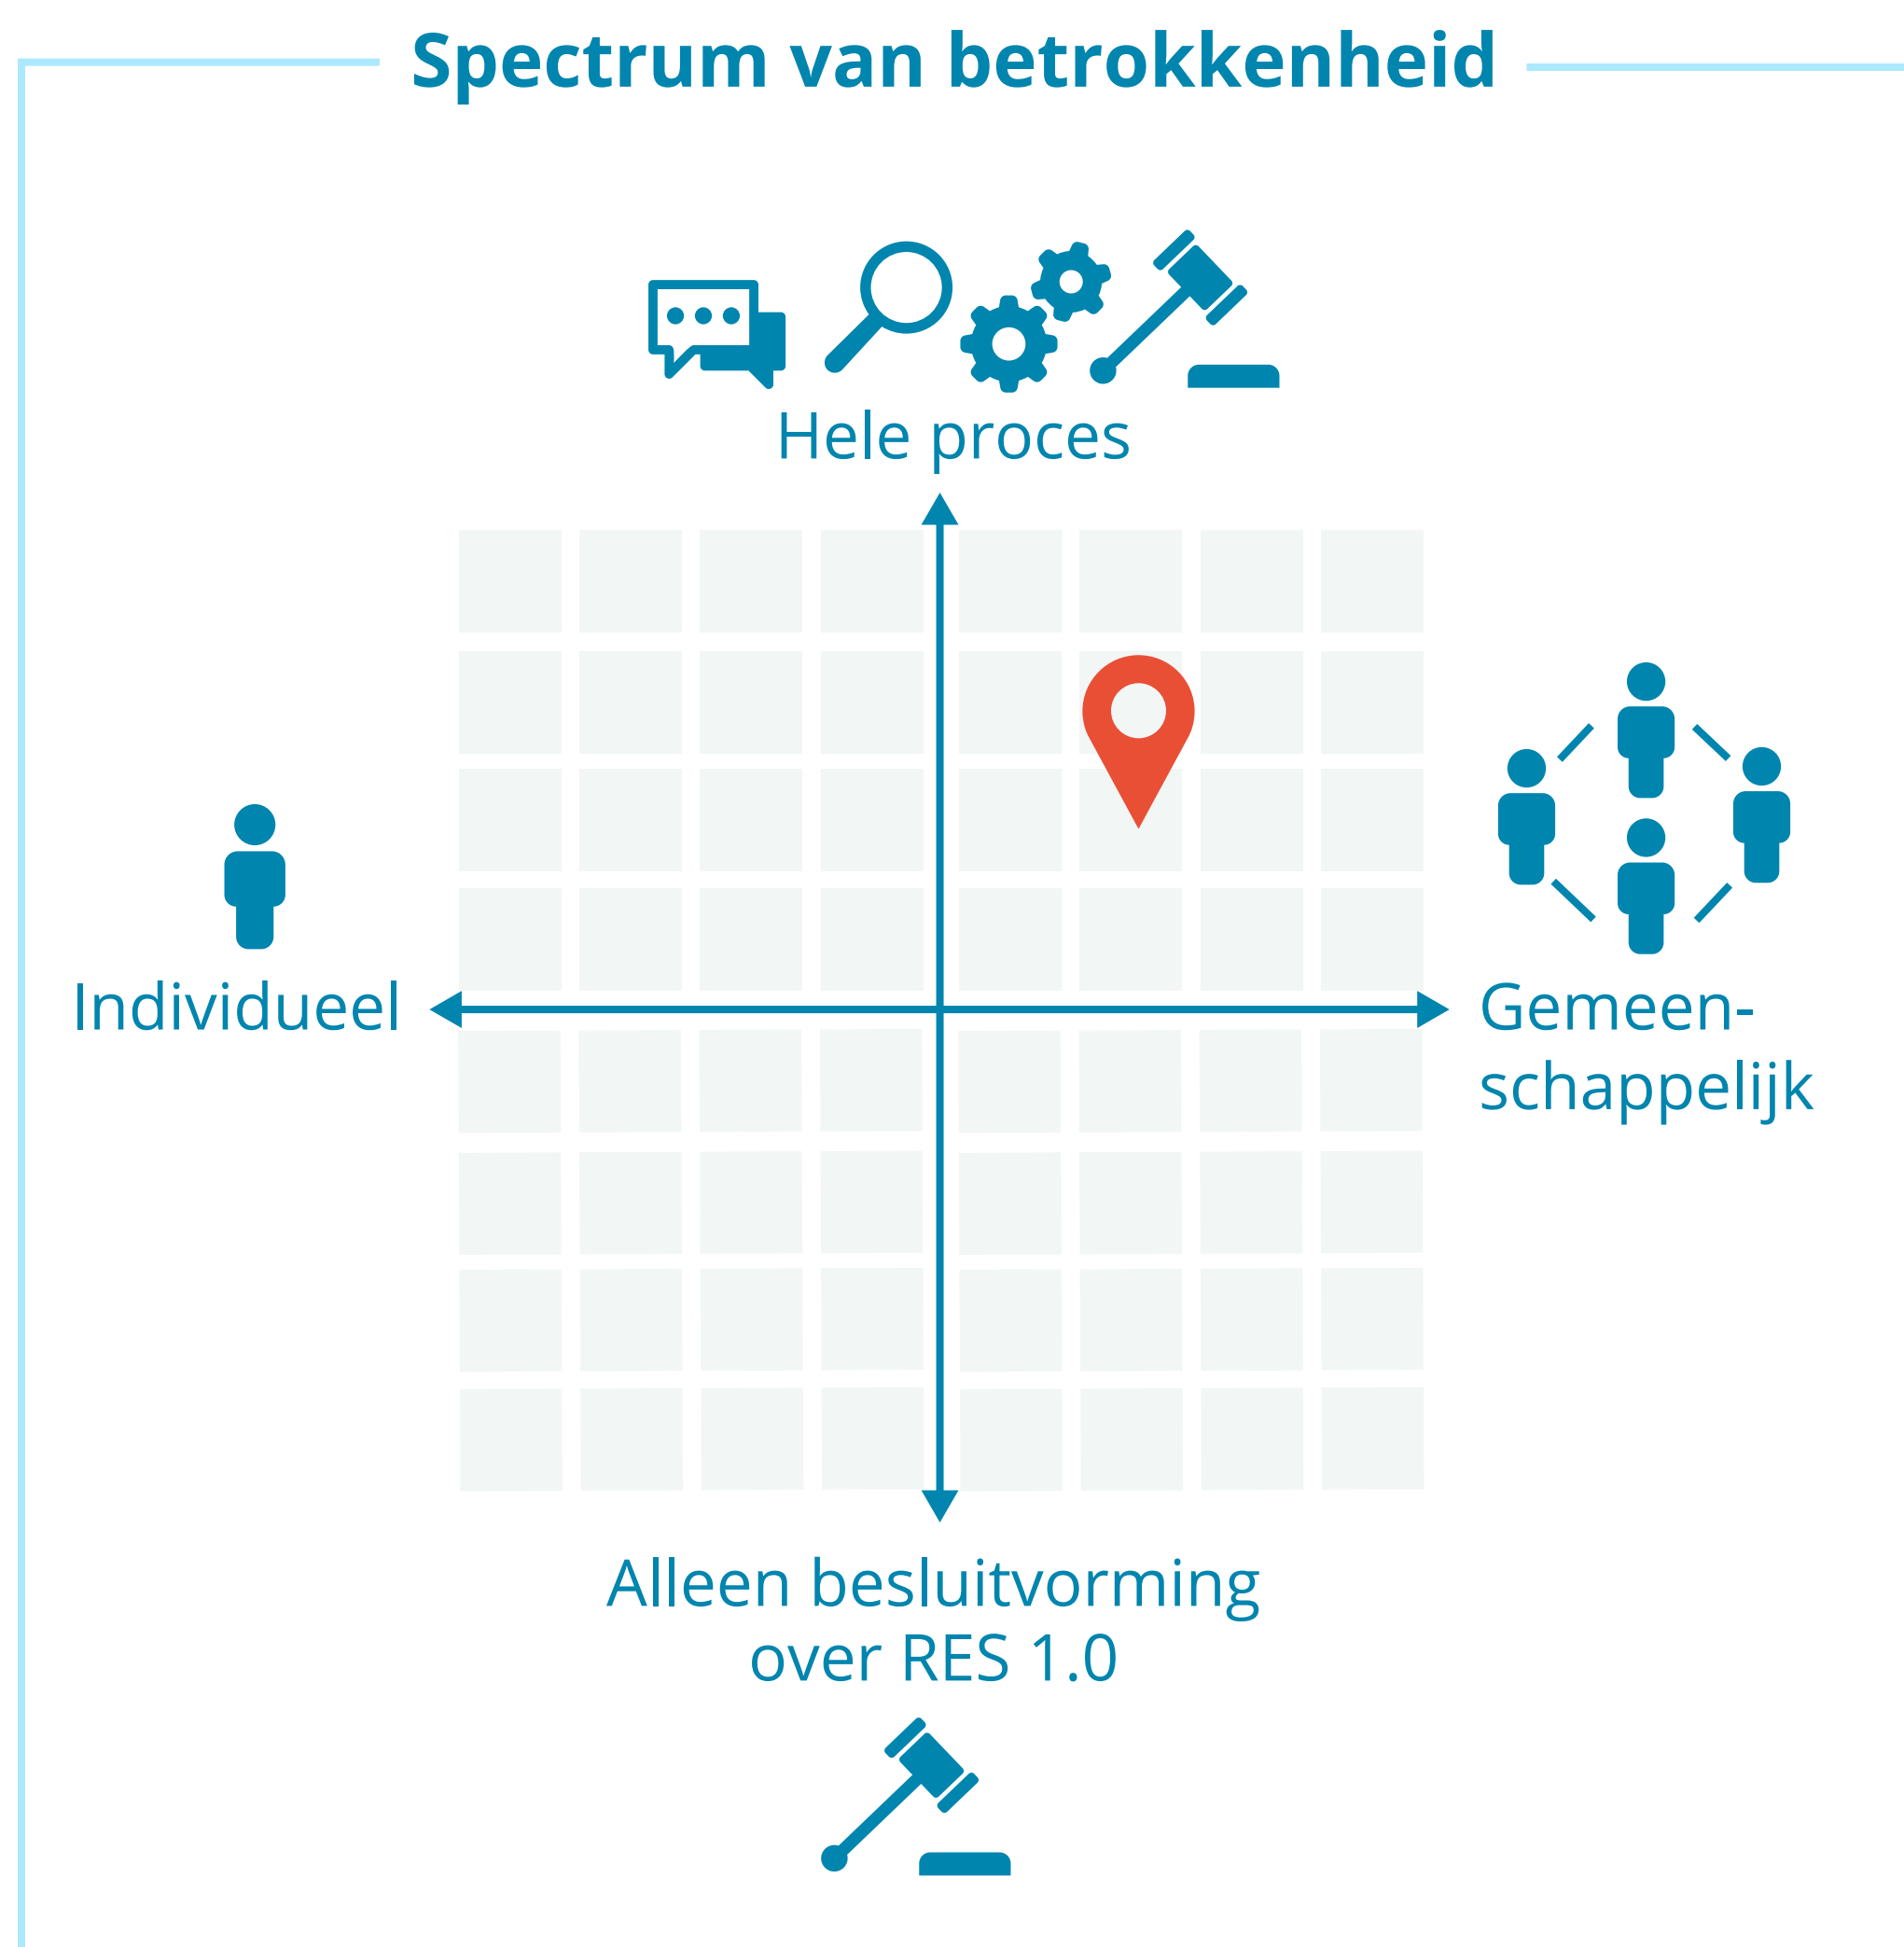 Spectrum van betrokkenheid
Hele proces
Individueel
Gemeen-
schappelijk
Alleen besluitvorming
over RES 1.0